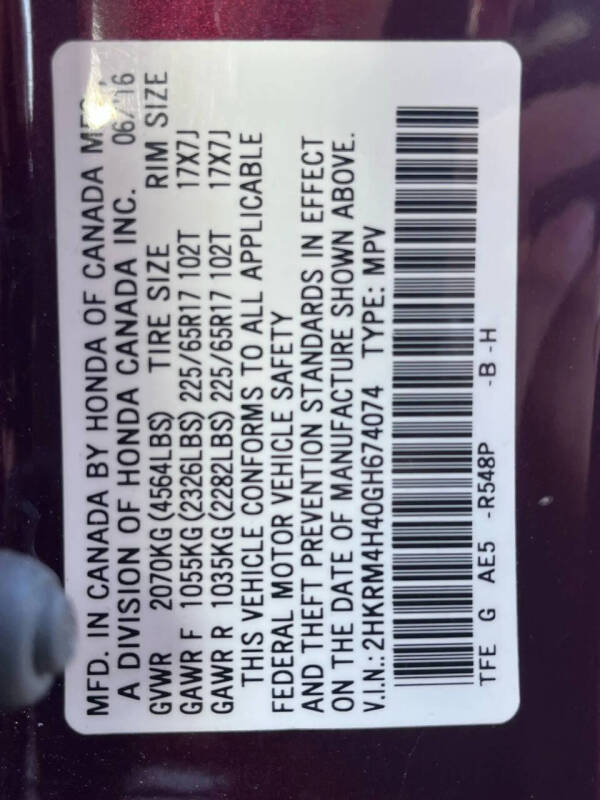 MFD. IN CANADA BY HONDA OF CANADA MFG.,
A DIVISION OF HONDA CANADA INC. 06/16
GVWR 2070KG (4564LBS) TIRE SIZE RIM SIZE
GAWR F 1055KG (2326LBS) 225/65R17 102T 17X7J
GAWR R 1035KG (2282LBS) 225/65R17 102T 17X7J
THIS VEHICLE CONFORMS TO ALL APPLICABLE
FEDERAL MOTOR VEHICLE SAFETY
AND THEFT PREVENTION STANDARDS IN EFFECT
ON THE DATE OF MANUFACTURE SHOWN ABOVE.
V.I.N.: 2HKRM4H40GH674074 TYPE: MPV
TFE G AE5 -R548P -B -H